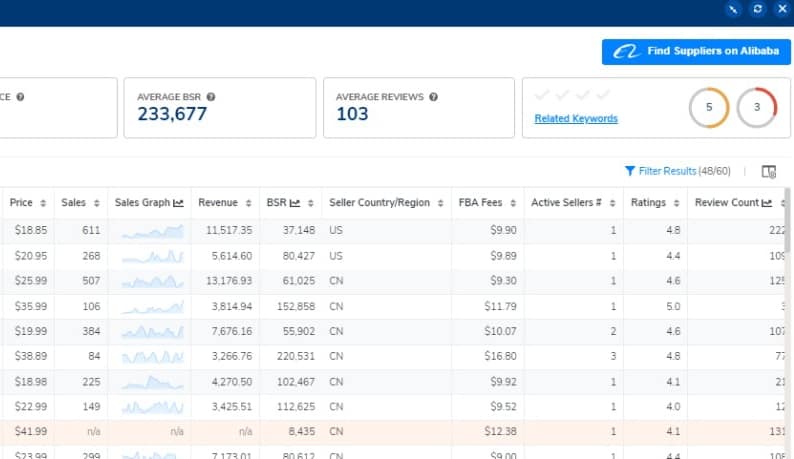 Find Suppliers on Alibaba
CE
AVERAGE BSR
233,677
AVERAGE REVIEWS
103
Related Keywords
5
3
Filter Results (48/60)
Price Sales Sales Graph Revenue BSR Seller Country/Region FBA Fees Active Sellers # Ratings Review Count
$18.85 611 11,517.35 37,148 US $9.90 1 4.8 222
$20.95 268 5,614.60 80,427 US $9.89 1 4.4 109
$25.99 507 13,176.93 61,025 CN $9.30 1 4.6 125
$35.99 106 3,814.94 152,858 CN $11.79 1 5.0
$19.99 384 7,676.16 55,902 CN $10.07 2 4.6 107
$38.89 84 3,266.76 220,531 CN $16.80 3 4.8 77
$18.98 225 4,270.50 102,467 CN $9.92 1 4.1 21
$22.99 149 3,425.51 112,625 CN $9.52 1 4.0 12
$41.99 n/a n/a n/a 8,435 CN $12.38 1 4.1 131
$23.99 299 7,173.01 80,612 CN $9.00 1 4.4 108